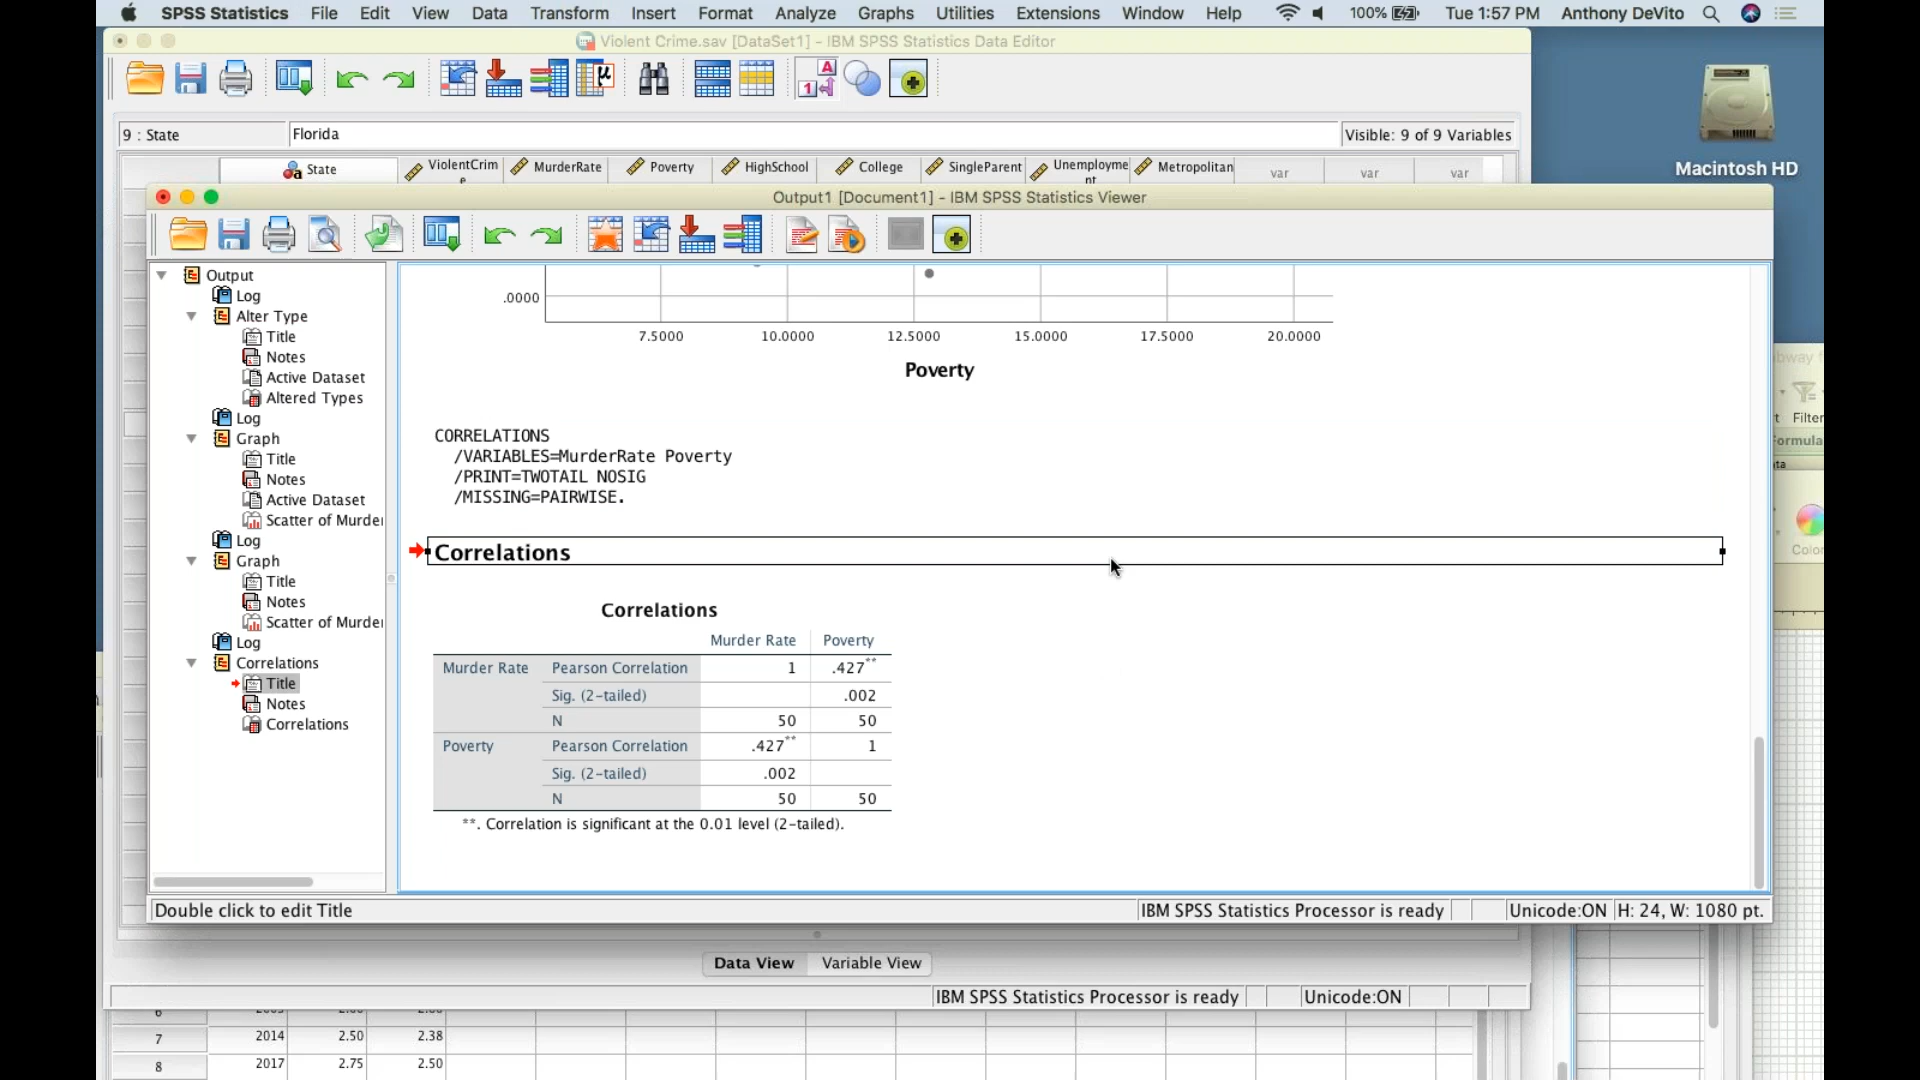 SPSS Statistics File Edit View Data Transform Insert Format Analyze Graphs Utilities Extensions Window Help 100% Tue 1:57 PM Anthony DeVito
Violent Crime.sav [DataSet1] - IBM SPSS Statistics Data Editor
9 : State Florida Visible: 9 of 9 Variables
State ViolentCrim
e MurderRate Poverty HighSchool College SingleParent Unemployme
nt Metropolitan var var var
Macintosh HD
Output1 [Document1] - IBM SPSS Statistics Viewer
Output
Log
Alter Type
Title
Notes
Active Dataset
Altered Types
Log
Graph
Title
Notes
Active Dataset
Scatter of Murder
Log
Graph
Title
Notes
Scatter of Murder
Log
Correlations
Title
Notes
Correlations
.0000
7.5000 10.0000 12.5000 15.0000 17.5000 20.0000
Poverty
CORRELATIONS
/VARIABLES=MurderRate Poverty
/PRINT=TWOTAIL NOSIG
/MISSING=PAIRWISE.
Correlations
Correlations
Murder Rate Poverty
Murder Rate Pearson Correlation 1 .427**
Sig. (2-tailed) .002
N 50 50
Poverty Pearson Correlation .427** 1
Sig. (2-tailed) .002
N 50 50
**. Correlation is significant at the 0.01 level (2-tailed).
Filter
Double click to edit Title IBM SPSS Statistics Processor is ready Unicode:ON H: 24, W: 1080 pt.
Data View Variable View
IBM SPSS Statistics Processor is ready Unicode:ON
7 2014 2.50 2.38
8 2017 2.75 2.50